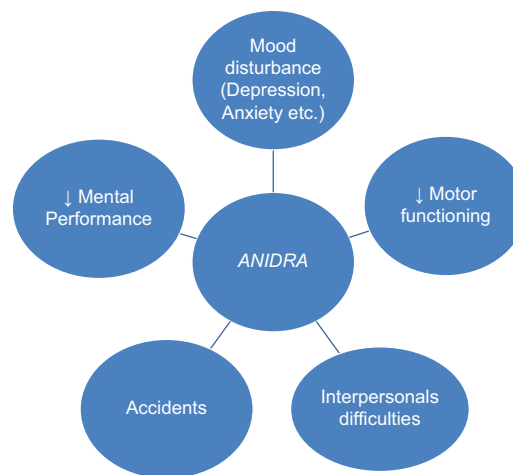 Mood
disturbance
(Depression,
Anxiety etc.)
↓ Mental
Performance
↓ Motor
functioning
ANIDRA
Accidents
Interpersonals
difficulties